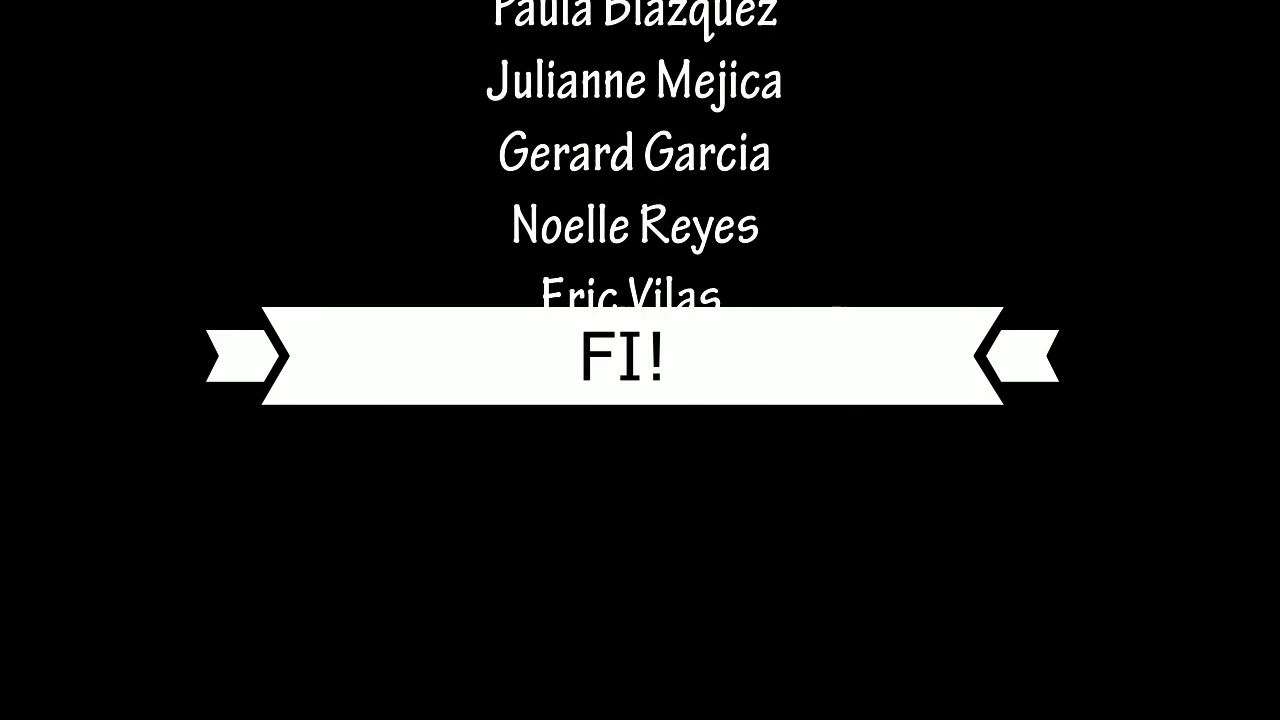 Paula Blazquez
Julianne Mejica
Gerard Garcia
Noelle Reyes
Eric Vilas
FI!